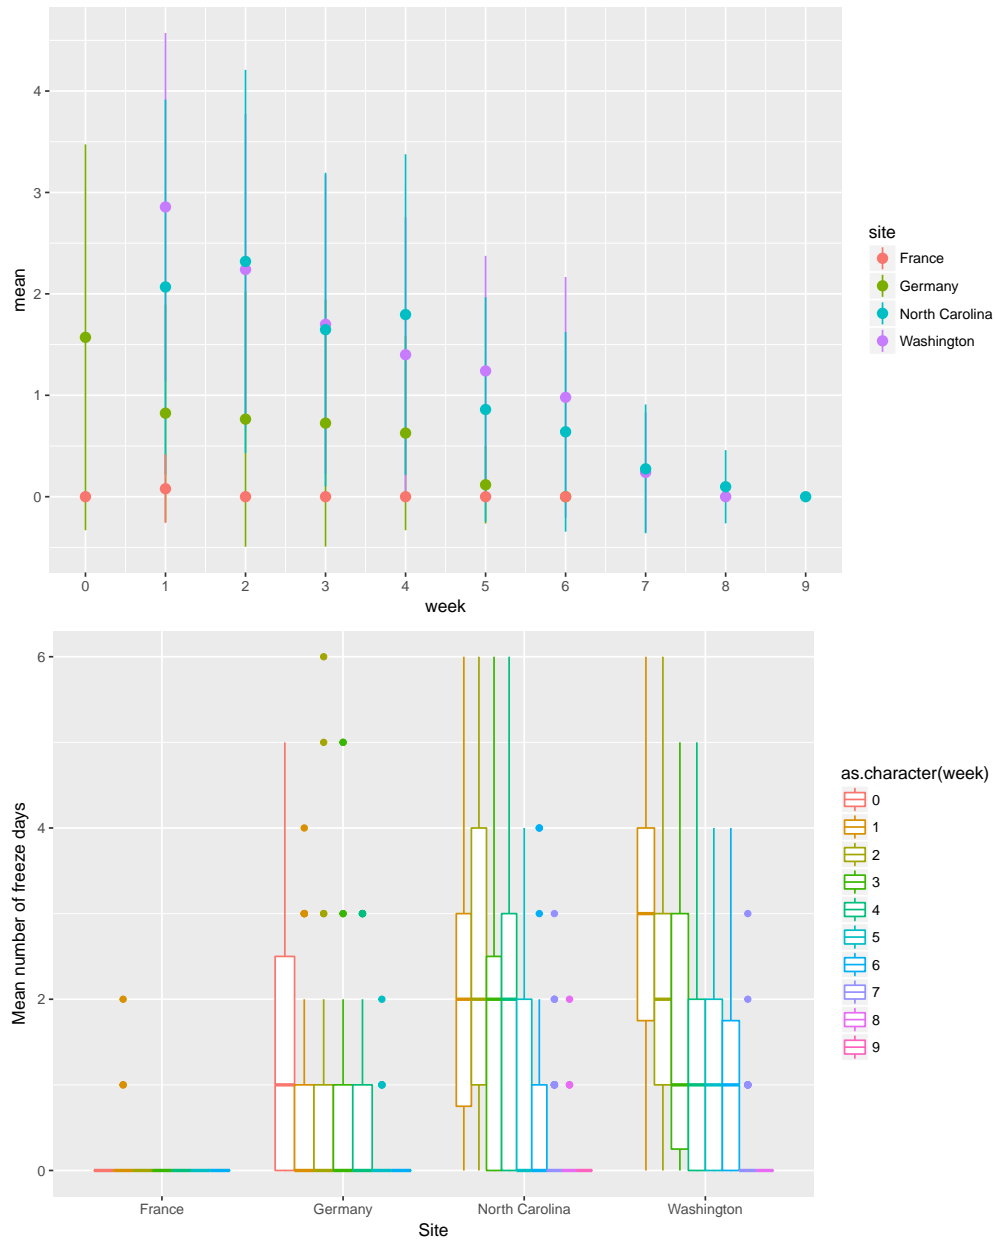 mean
4
3
2
1
0
0 1 2 3 4 5 6 7 8 9
week
site
France
Germany
North Carolina
Washington
Mean number of freeze days
6
4
2
0
France Germany North Carolina Washington
Site
as.character(week)
0
1
2
3
4
5
6
7
8
9